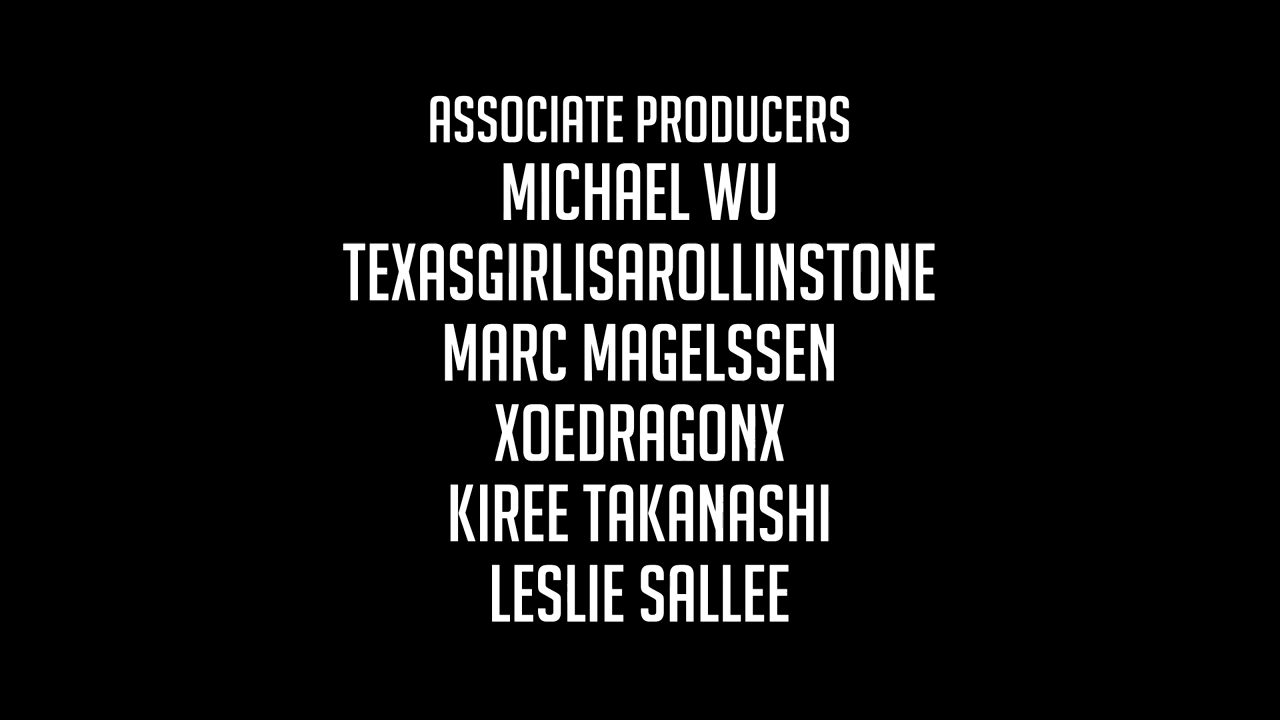 ASSOCIATE PRODUCERS
MICHAEL WU
TEXASGIRLISAROLLINSTONE
MARC MAGELSSEN
XOEDRAGONX
KIREE TAKANASHI
LESLIE SALLEE